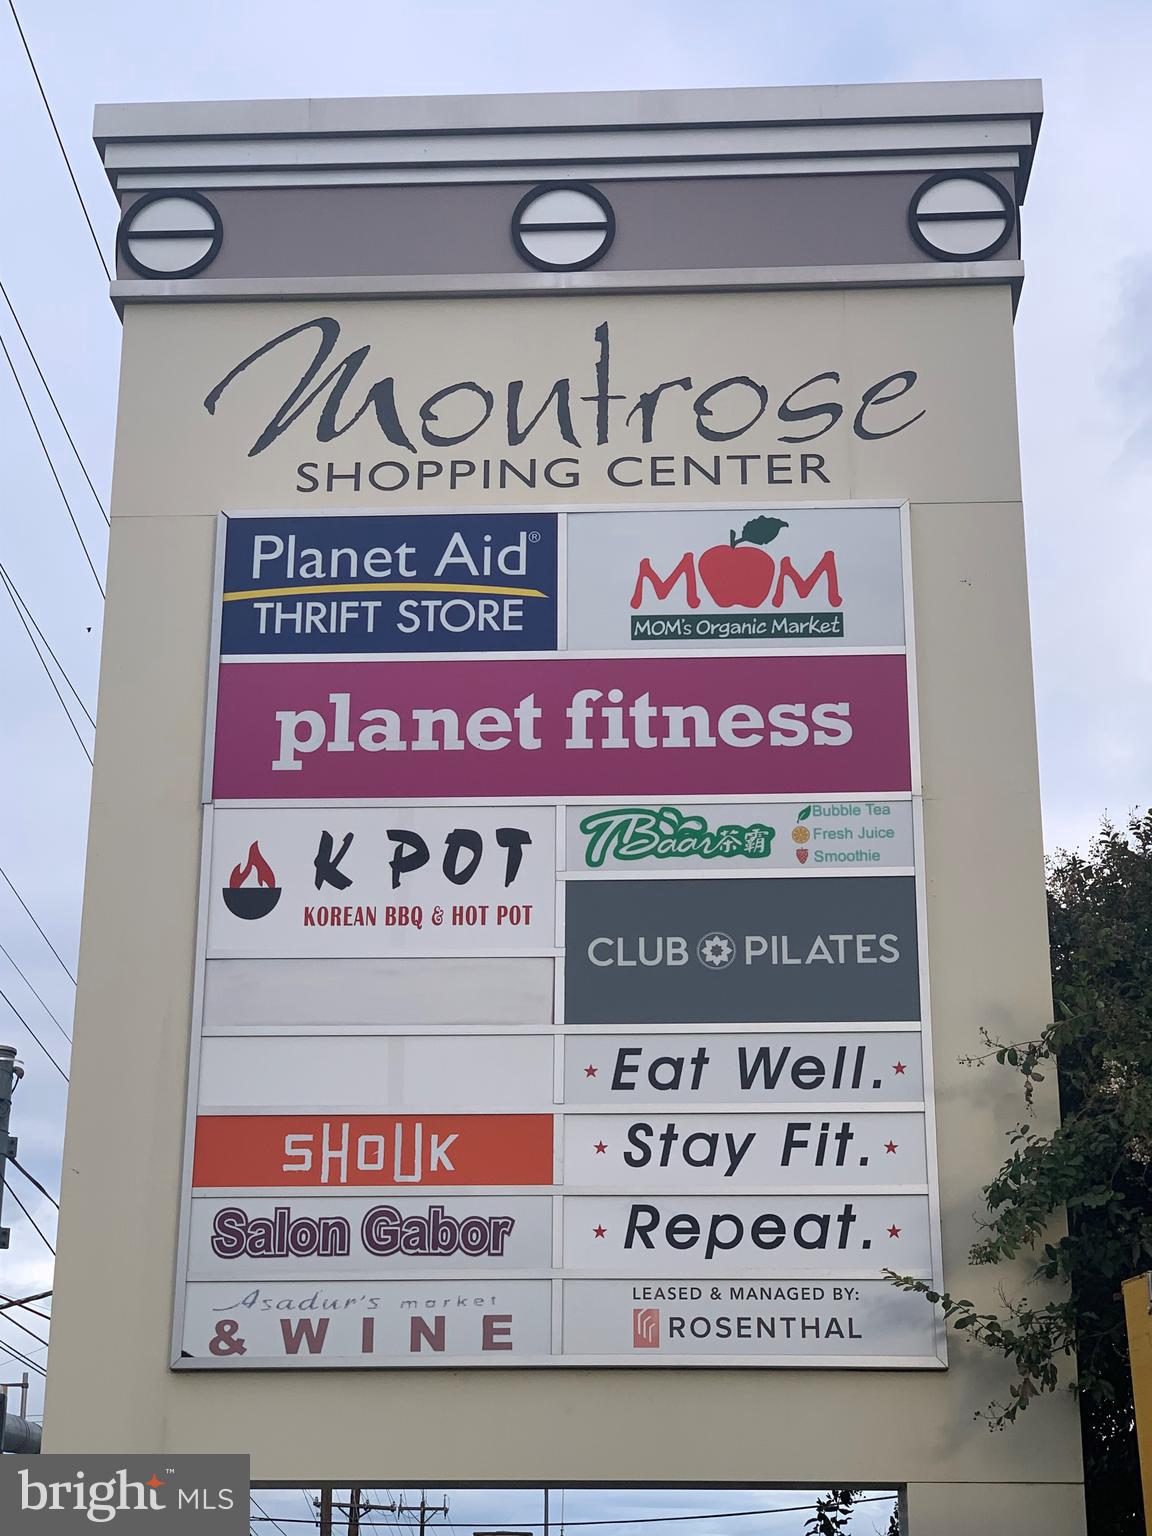 Montrose
SHOPPING CENTER
Planet Aid®
THRIFT STORE
MOM
MOM's Organic Market
planet fitness
K POT
KOREAN BBQ & HOT POT
TBaar茶霸
Bubble Tea
Fresh Juice
Smoothie
CLUB PILATES
Eat Well.
SHOUK
Stay Fit.
Salon Gabor
Repeat.
Asadur's market
& WINE
LEASED & MANAGED BY:
ROSENTHAL
bright™ MLS